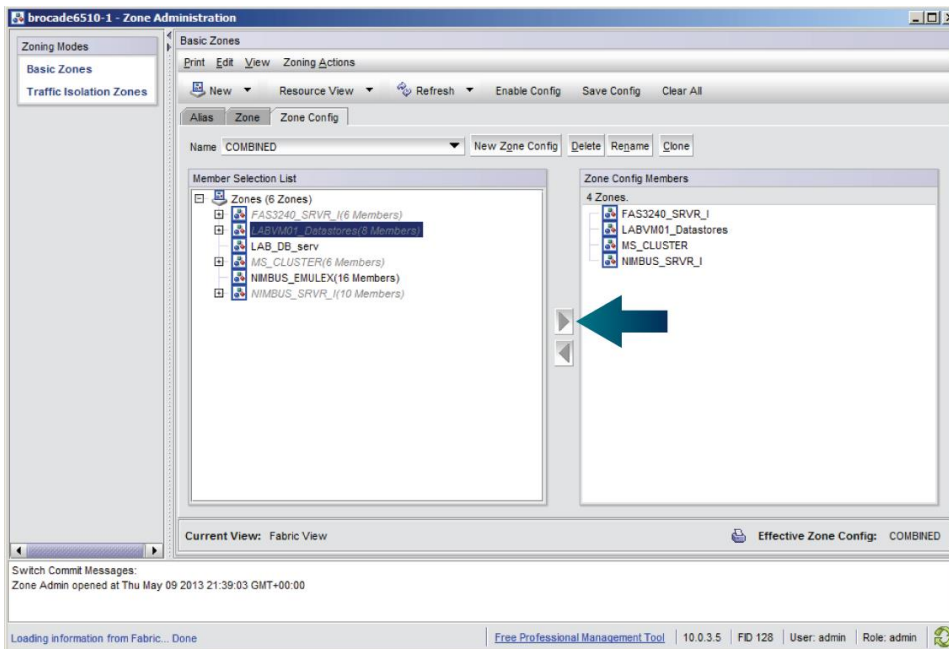 brocade6510-1 - Zone Administration
Zoning Modes
Basic Zones
Traffic Isolation Zones
Basic Zones
Print Edit View Zoning Actions
New Resource View Refresh Enable Config Save Config Clear All
Alias Zone Zone Config
Name COMBINED New Zone Config Delete Rename Clone
Member Selection List
Zones (6 Zones)
FAS3240_SRVR_I(6 Members)
LABVM01_Datastores(8 Members)
LAB_DB_serv
MS_CLUSTER(6 Members)
NIMBUS_EMULEX(16 Members)
NIMBUS_SRVR_I(10 Members)
Zone Config Members
4 Zones.
FAS3240_SRVR_I
LABVM01_Datastores
MS_CLUSTER
NIMBUS_SRVR_I
Current View: Fabric View Effective Zone Config: COMBINED
Switch Commit Messages:
Zone Admin opened at Thu May 09 2013 21:39:03 GMT+00:00
Loading information from Fabric... Done Free Professional Management Tool 10.0.3.5 FID 128 User: admin Role: admin